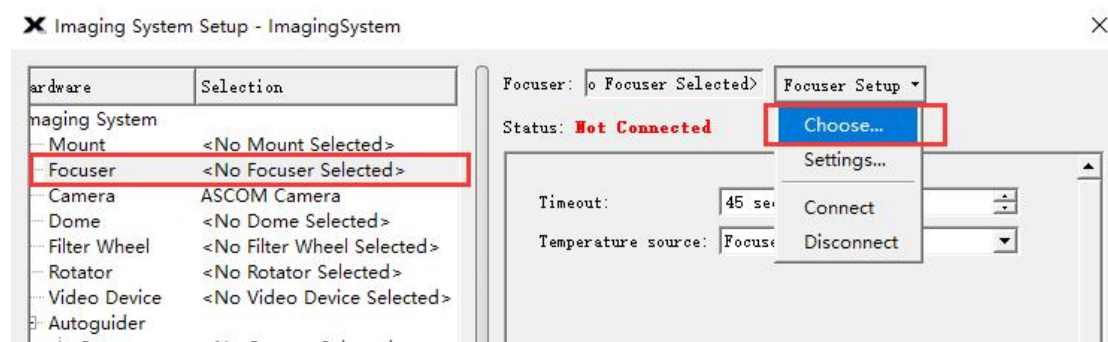 Imaging System Setup - ImagingSystem
ardware Selection
maging System
Mount <No Mount Selected>
Focuser <No Focuser Selected>
Camera ASCOM Camera
Dome <No Dome Selected>
Filter Wheel <No Filter Wheel Selected>
Rotator <No Rotator Selected>
Video Device <No Video Device Selected>
Autoguider
Focuser: o Focuser Selected> Focuser Setup
Status: Not Connected
Choose...
Settings...
Connect
Disconnect
Timeout: 45 se
Temperature source: Focuse